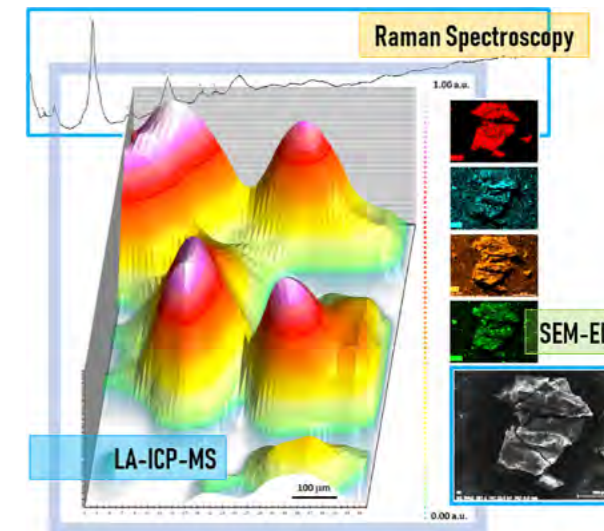 Raman Spectroscopy
1.00 a.u.
SEM-E
LA-ICP-MS
100 µm
0.00 a.u.